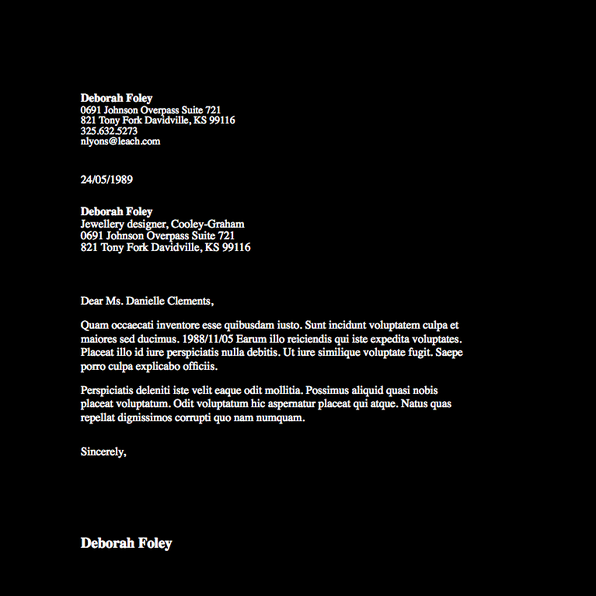 Deborah Foley
0691 Johnson Overpass Suite 721
821 Tony Fork Davidville, KS 99116
325.632.5273
nlyons@leach.com
24/05/1989
Deborah Foley
Jewellery designer, Cooley-Graham
0691 Johnson Overpass Suite 721
821 Tony Fork Davidville, KS 99116
Dear Ms. Danielle Clements,
Quam occaecati inventore esse quibusdam iusto. Sunt incidunt voluptatem culpa et
maiores sed ducimus. 1988/11/05 Earum illo reiciendis qui iste expedita voluptates.
Placeat illo id iure perspiciatis nulla debitis. Ut iure similique voluptate fugit. Saepe
porro culpa explicabo officiis.
Perspiciatis deleniti iste velit eaque odit mollitia. Possimus aliquid quasi nobis
placeat voluptatum. Odit voluptatum hic aspernatur placeat qui atque. Natus quas
repellat dignissimos corrupti quo nam numquam.
Sincerely,
Deborah Foley